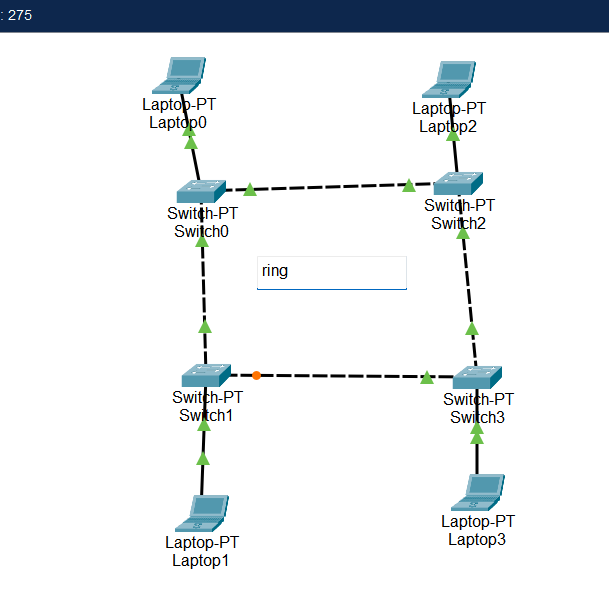 : 275
Laptop-PT
Laptop0
Laptop-PT
Laptop2
Switch-PT
Switch0
Switch-PT
Switch2
ring
Switch-PT
Switch1
Switch-PT
Switch3
Laptop-PT
Laptop1
Laptop-PT
Laptop3